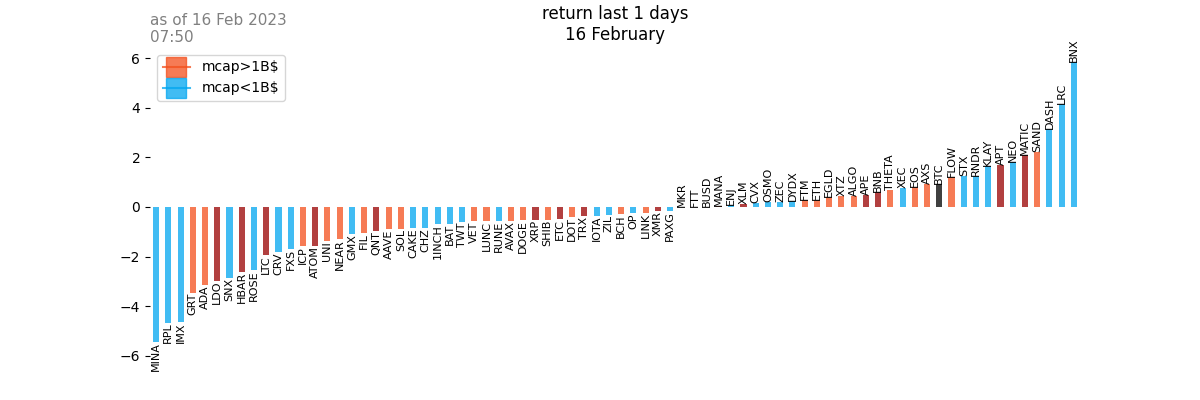 as of 16 Feb 2023
07:50
return last 1 days
16 February
mcap>1B$
mcap<1B$
6
4
2
0
−2
−4
−6
MINA
RPL
IMX
GRT
ADA
LDO
SNX
HBAR
ROSE
LTC
CRV
FXS
ICP
ATOM
UNI
NEAR
GMX
FIL
QNT
AAVE
SOL
CAKE
CHZ
1INCH
BAT
TWT
VET
LUNC
RUNE
AVAX
DOGE
XRP
SHIB
ETC
DOT
TRX
IOTA
ZIL
BCH
OP
LINK
XMR
PAXG
MKR
FTT
BUSD
MANA
ENJ
XLM
CVX
OSMO
ZEC
DYDX
FTM
ETH
EGLD
XTZ
ALGO
APE
BNB
THETA
XEC
EOS
AXS
BTC
FLOW
STX
RNDR
KLAY
APT
NEO
MATIC
SAND
DASH
LRC
BNX